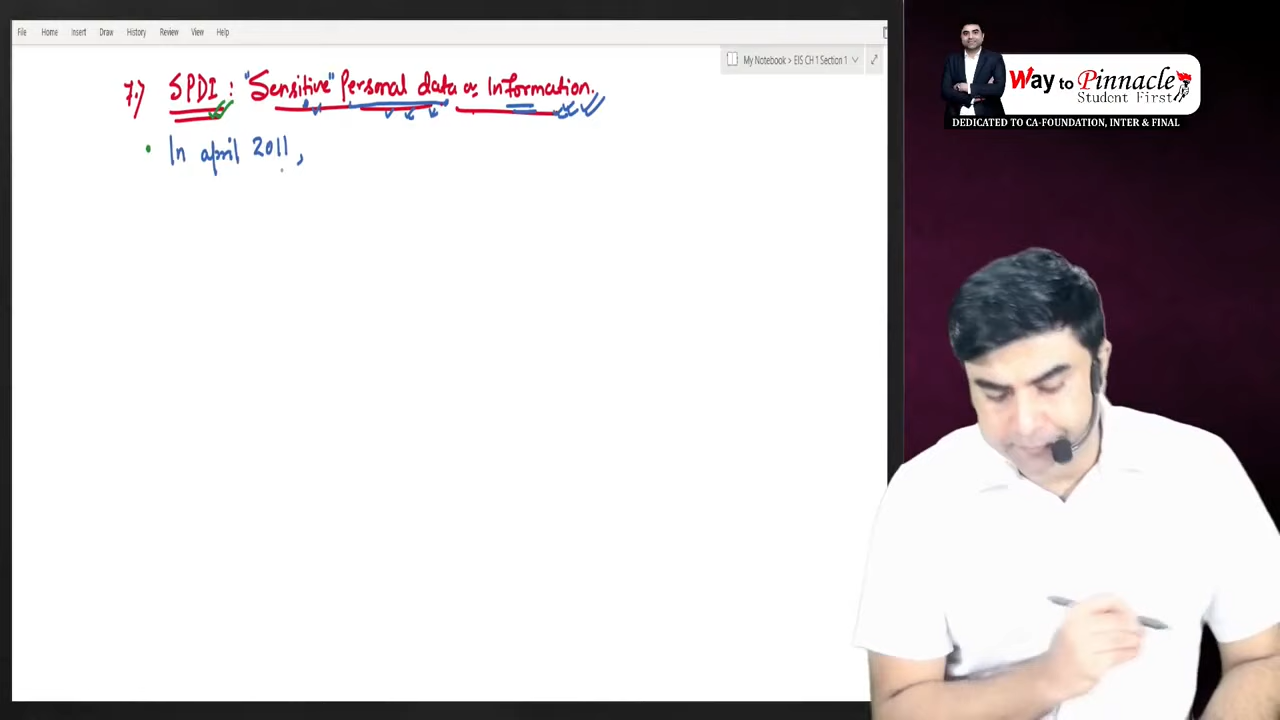 File Home Insert Draw History Review View Help
My Notebook > EIS CH 1 Section 1
7.) SPDI : "Sensitive" Personal data or Information.
• In april 2011,
Way to Pinnacle
Student First
DEDICATED TO CA-FOUNDATION, INTER & FINAL